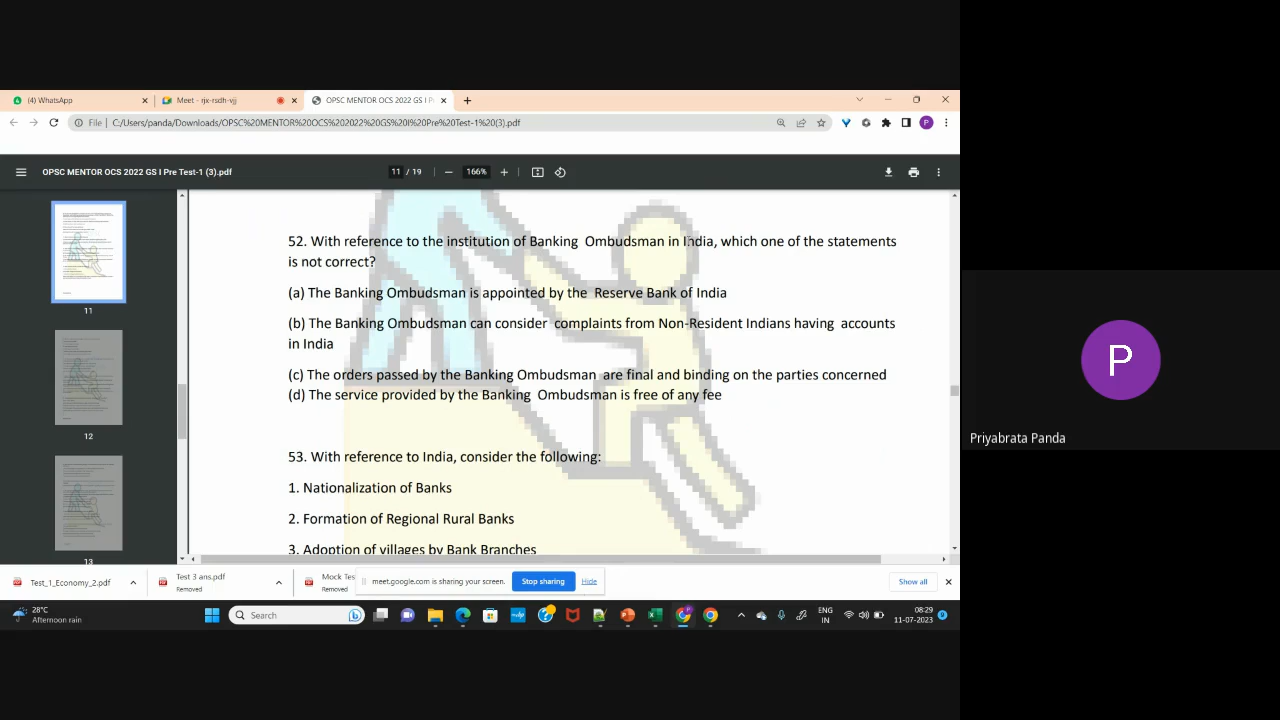 (4) WhatsApp
Meet - rjx-rsdh-vjj
OPSC MENTOR OCS 2022 GS I P
File
C:/Users/panda/Downloads/OPSC%20MENTOR%20OCS%202022%20GS%20I%20Pre%20Test-1%20(3).pdf
P
OPSC MENTOR OCS 2022 GS I Pre Test-1 (3).pdf
11 / 19
166%
52. With reference to the institution of Banking Ombudsman in India, which one of the statements
is not correct?
(a) The Banking Ombudsman is appointed by the Reserve Bank of India
(b) The Banking Ombudsman can consider complaints from Non-Resident Indians having accounts
in India
(c) The orders passed by the Banking Ombudsman are final and binding on the parties concerned
(d) The service provided by the Banking Ombudsman is free of any fee
53. With reference to India, consider the following:
1. Nationalization of Banks
2. Formation of Regional Rural Banks
3. Adoption of villages by Bank Branches
11
12
13
Test_1_Economy_2.pdf
Test 3 ans.pdf
Removed
Mock Tes
Removed
meet.google.com is sharing your screen.
Stop sharing
Hide
Show all
28°C
Afternoon rain
Search
ENG
IN
08:29
11-07-2023
P
Priyabrata Panda